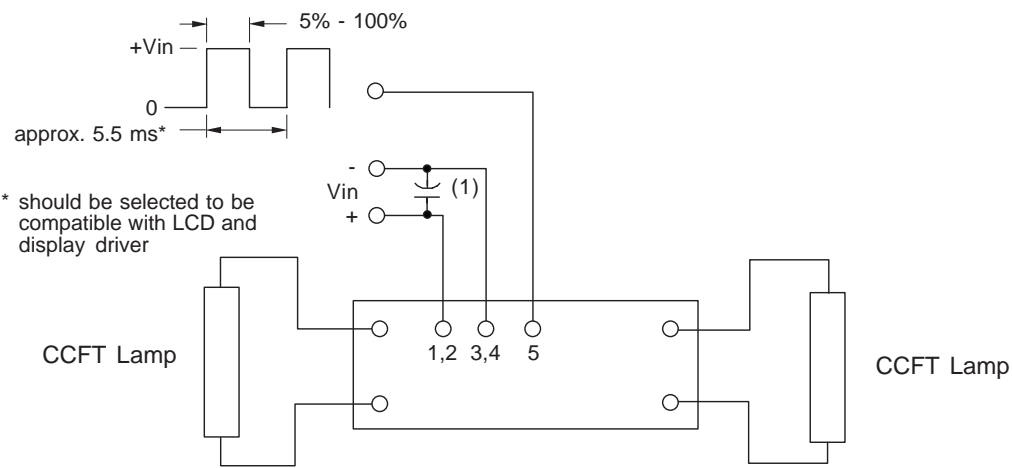 5% - 100%
+Vin
0
approx. 5.5 ms*
-
Vin
(1)
+
* should be selected to be
compatible with LCD and
display driver
CCFT Lamp
1,2 3,4 5
CCFT Lamp